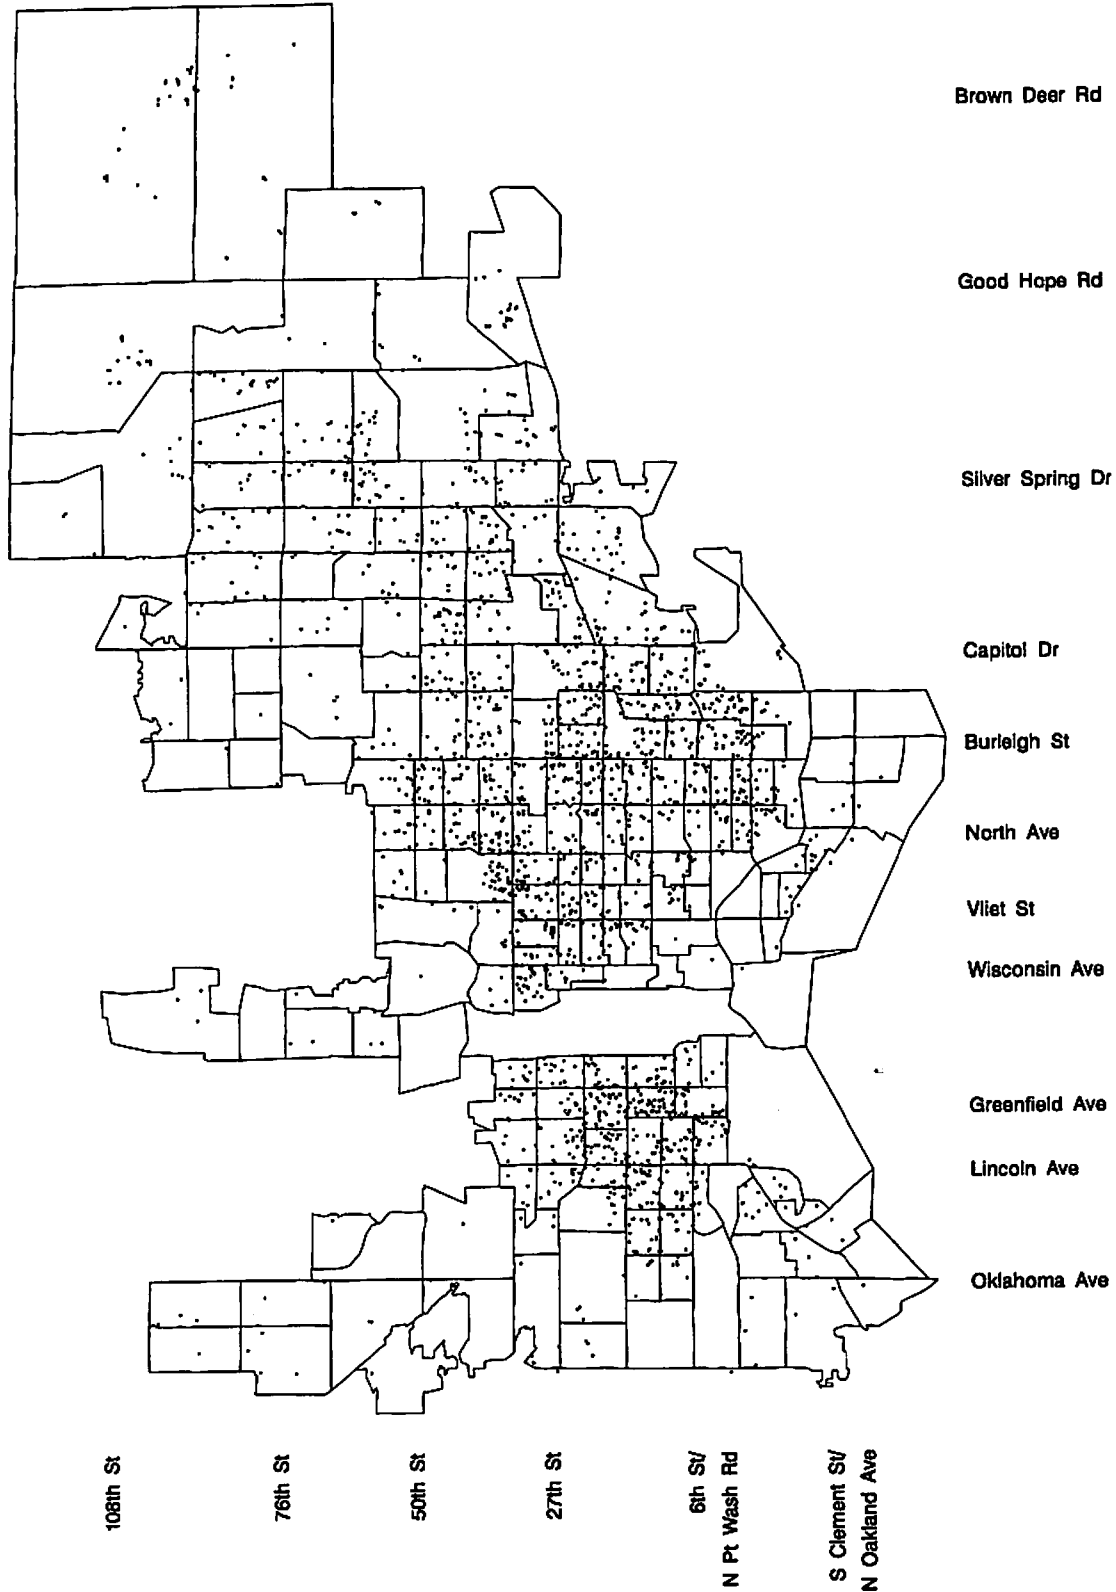 Brown Deer Rd
Good Hope Rd
Silver Spring Dr
Capitol Dr
Burleigh St
North Ave
Vliet St
Wisconsin Ave
Greenfield Ave
Lincoln Ave
Oklahoma Ave
108th St
76th St
50th St
27th St
6th St/
N Pt Wash Rd
S Clement St/
N Oakland Ave